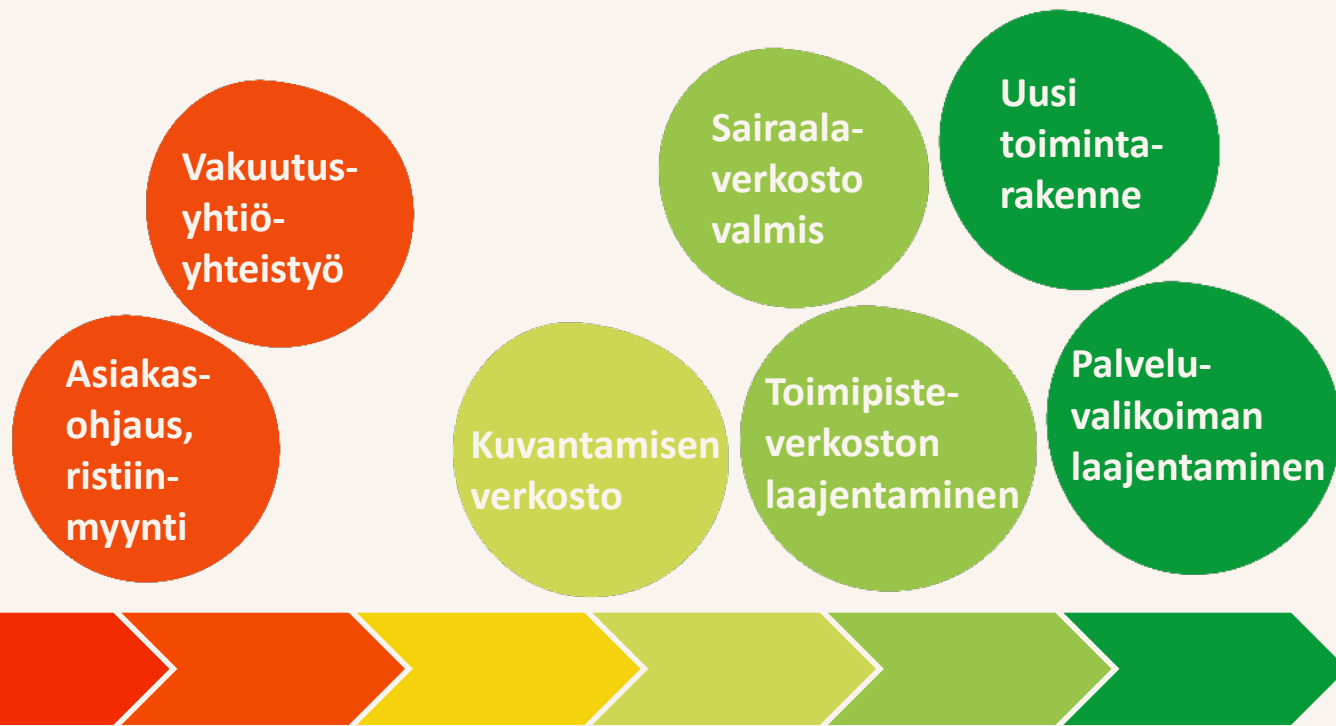 Asiakas-
ohjaus,
ristiin-
myynti
Vakuutus-
yhtiö-
yhteistyö
Kuvantamisen
verkosto
Sairaala-
verkosto
valmis
Toimipiste-
verkoston
laajentaminen
Uusi
toiminta-
rakenne
Palvelu-
valikoiman
laajentaminen